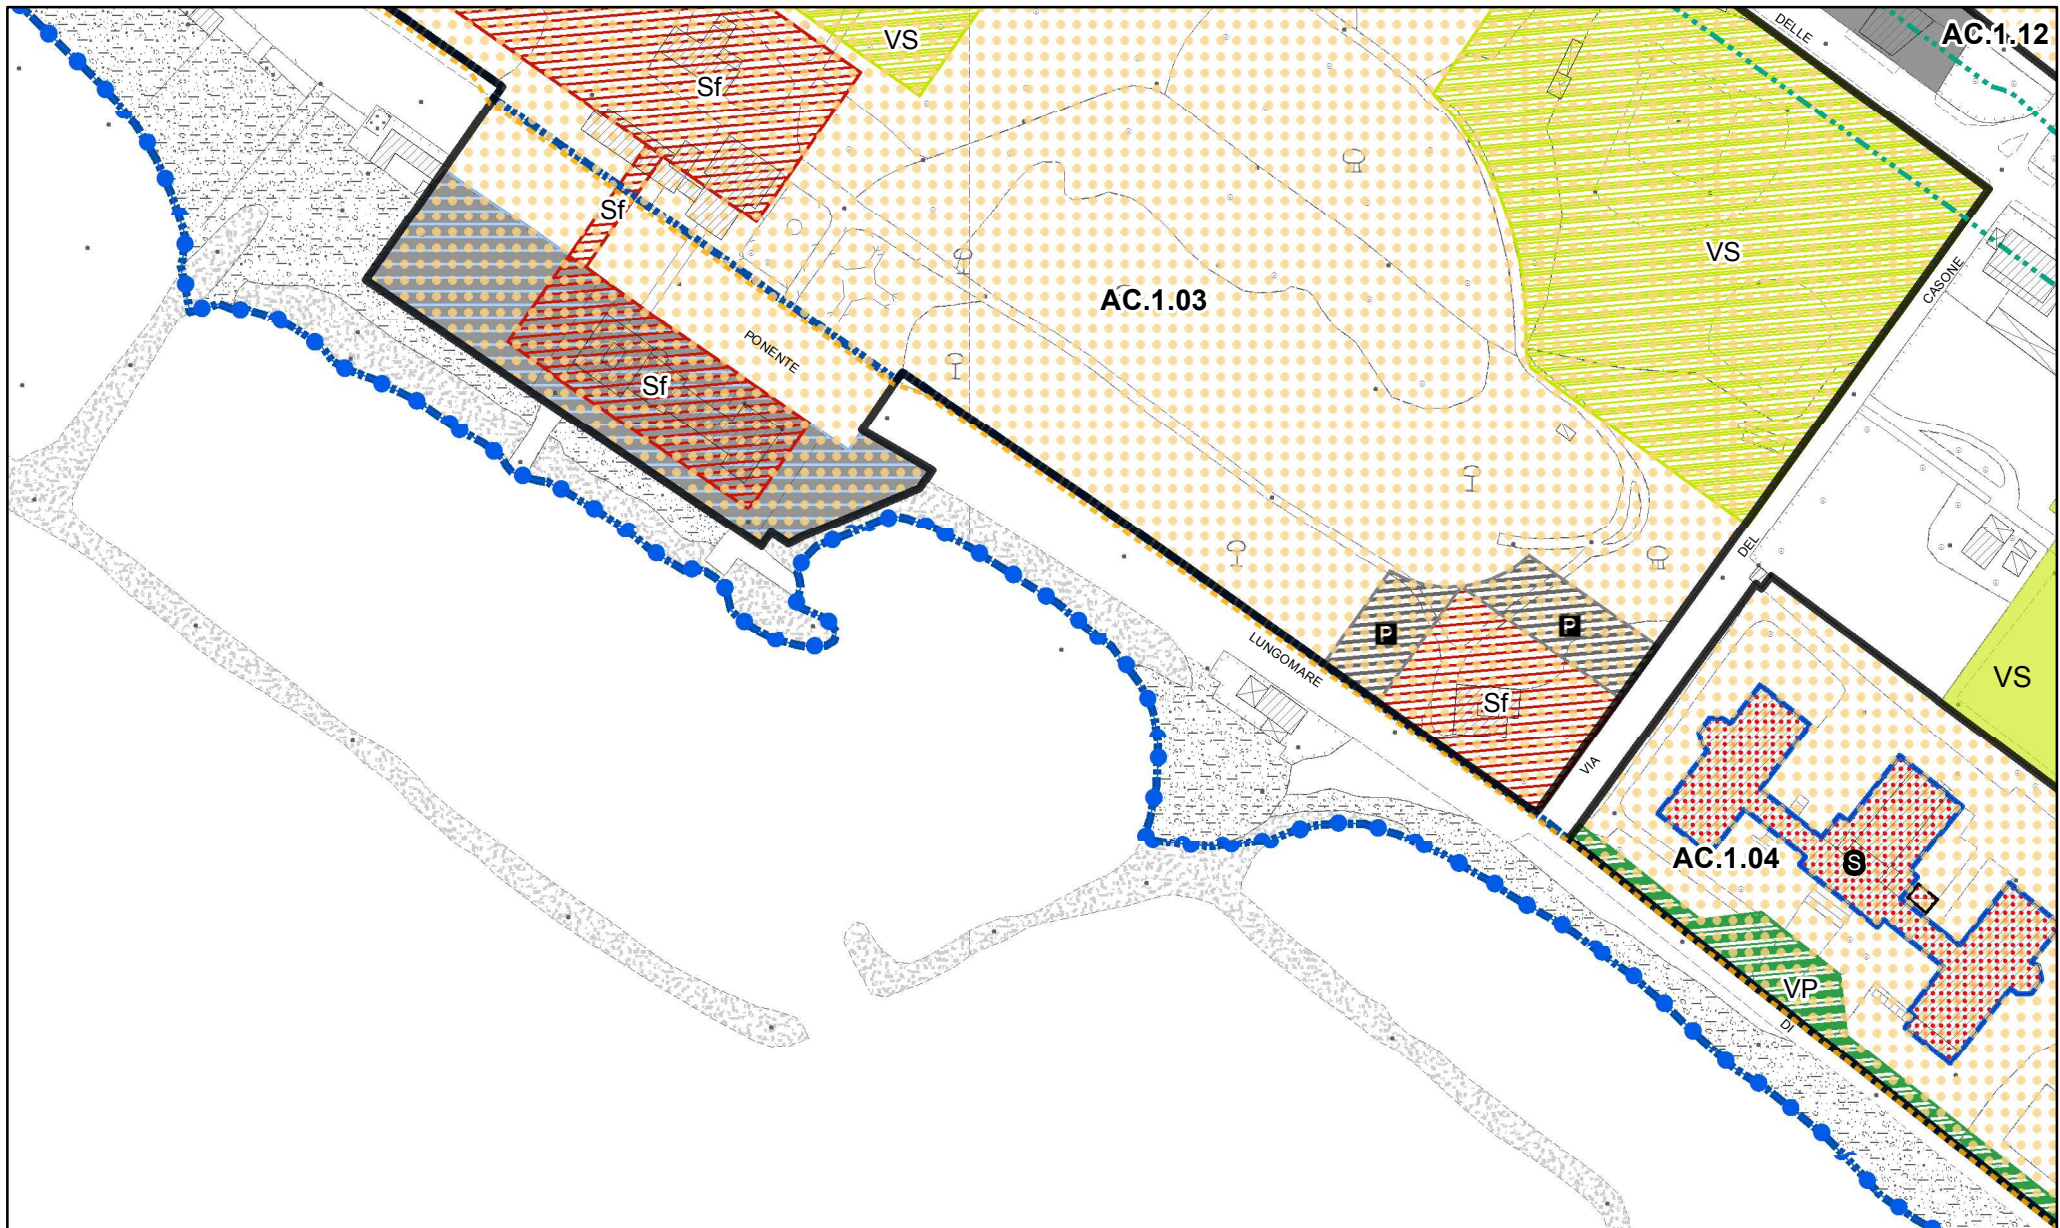 DELLE
AC.1.12
VS
Sf
Sf
VS
AC.1.03
CASONE
PONENTE
Sf
DEL
P
P
LUNGOMARE
VS
Sf
VIA
AC.1.04
S
VP
DI